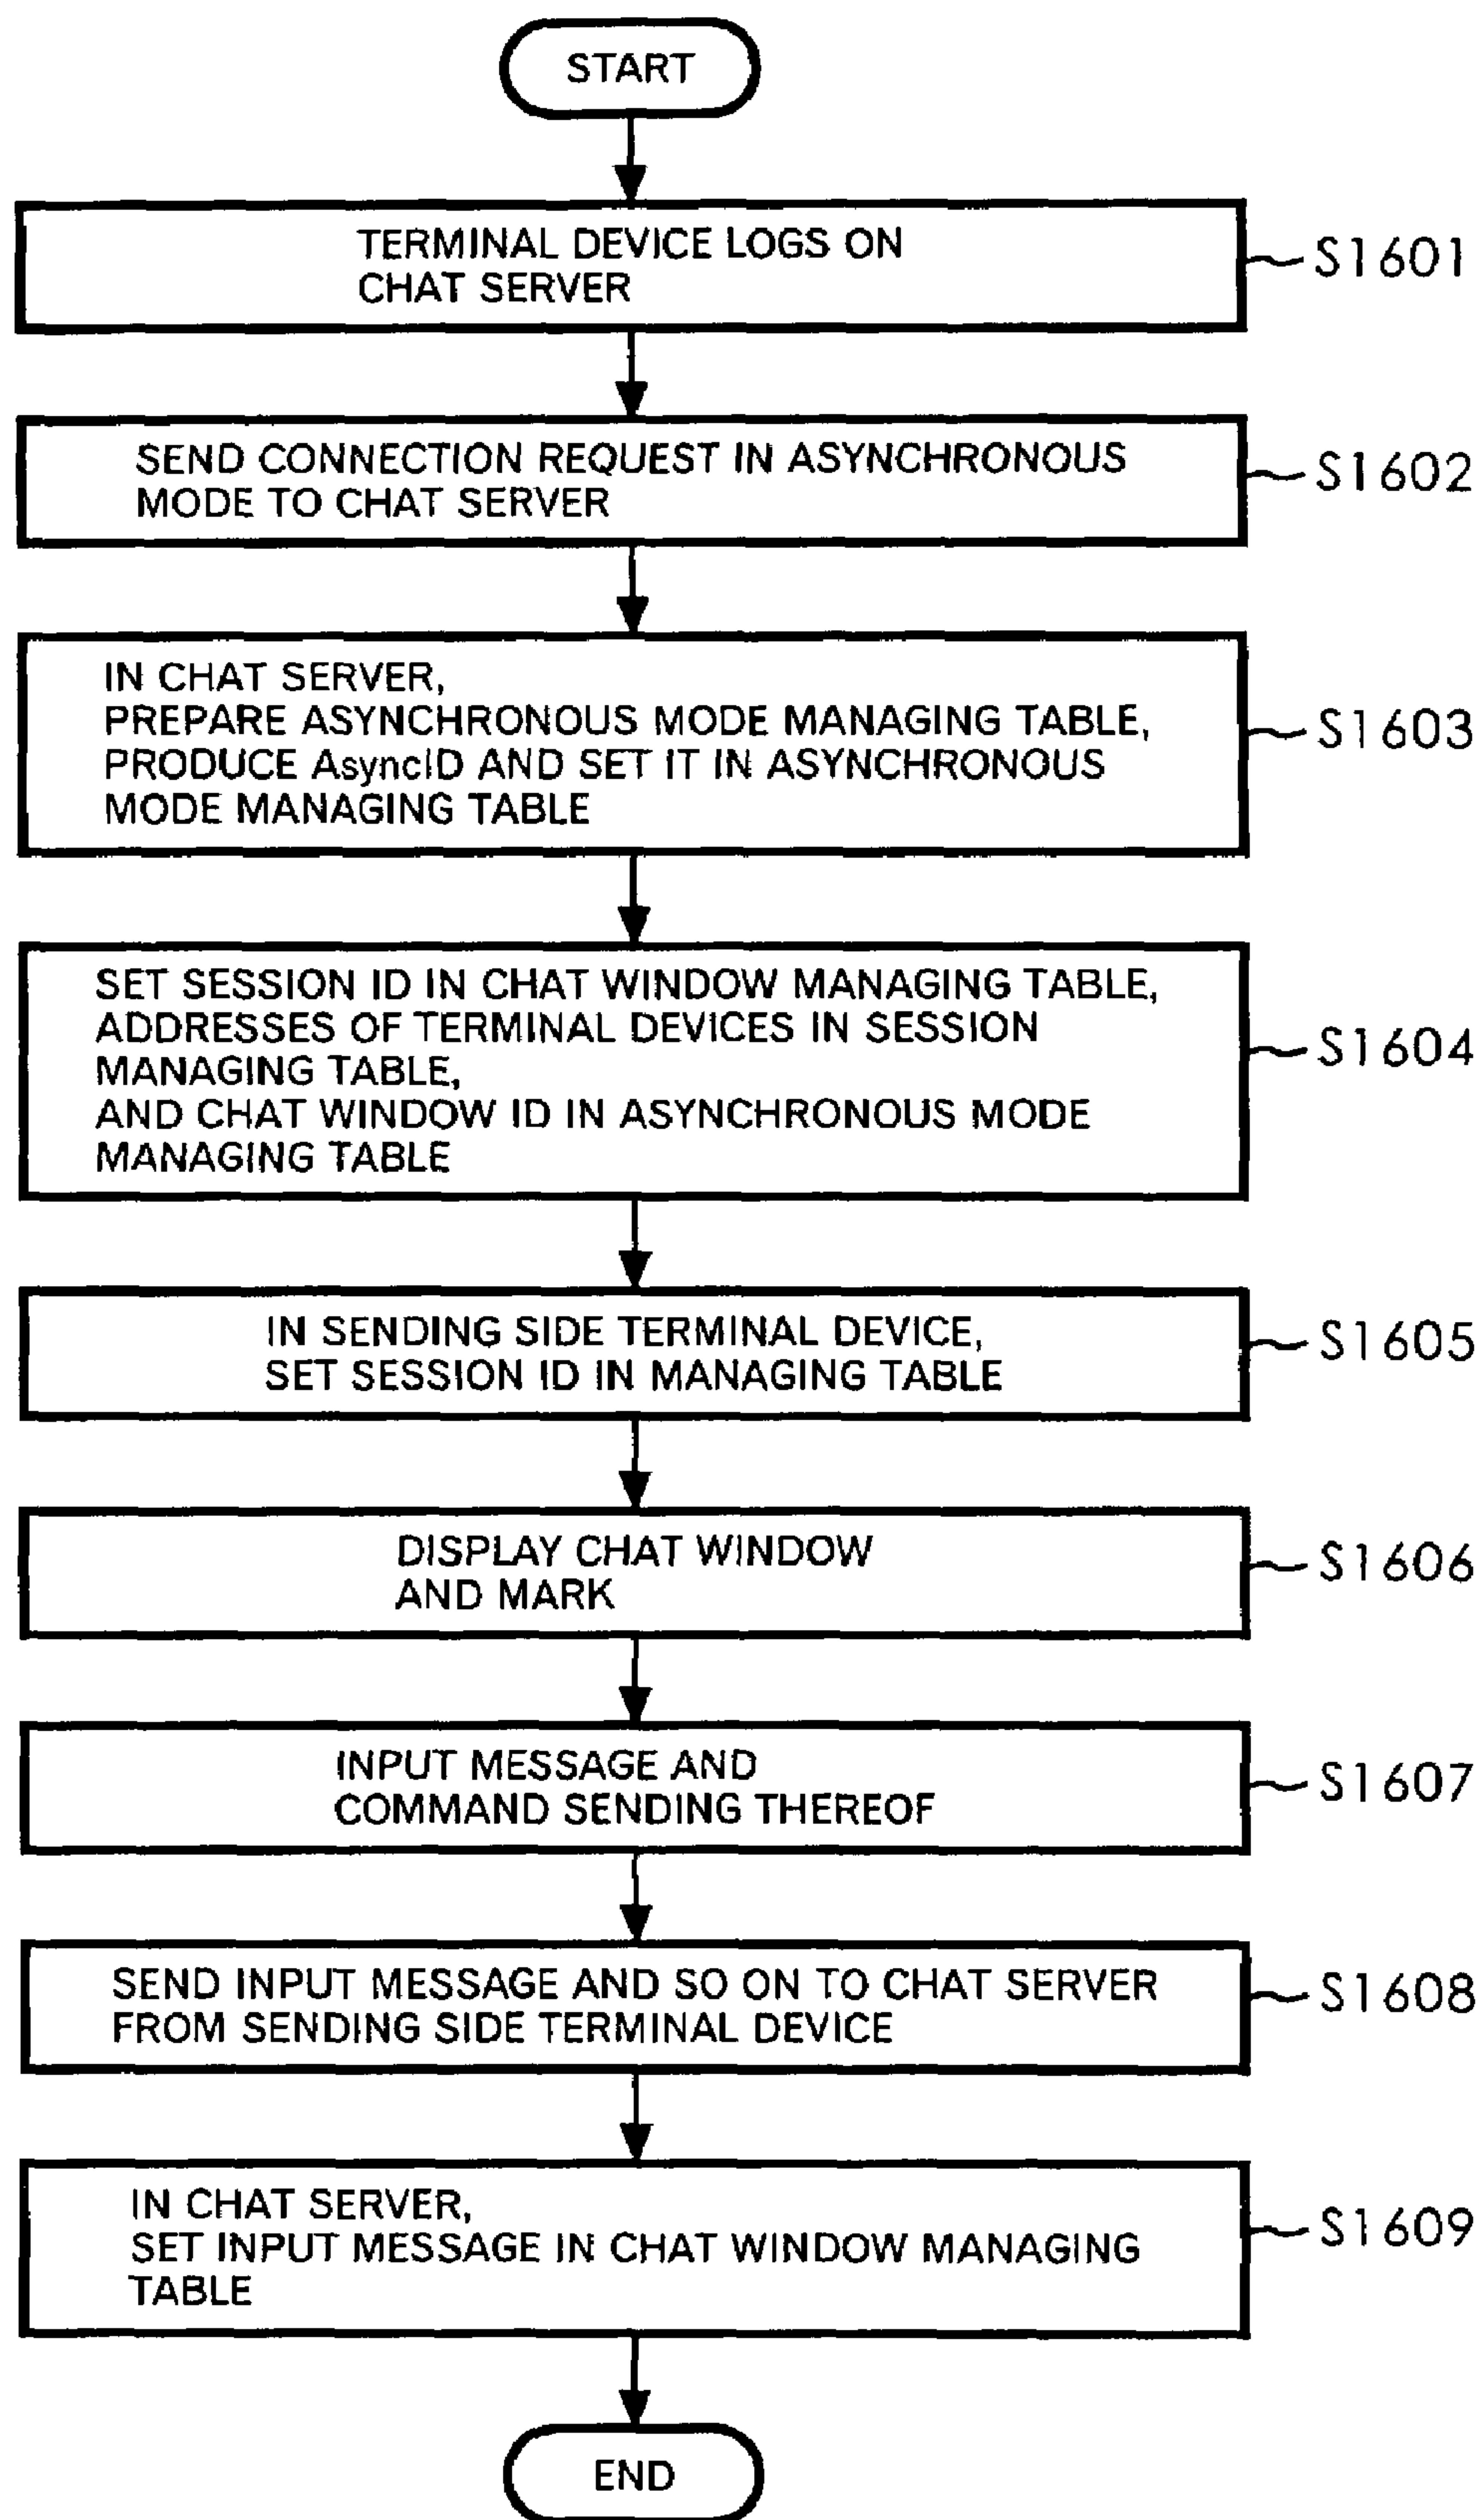 START
TERMINAL DEVICE LOGS ON
CHAT SERVER
S1601
SEND CONNECTION REQUEST IN ASYNCHRONOUS
MODE TO CHAT SERVER
S1602
IN CHAT SERVER,
PREPARE ASYNCHRONOUS MODE MANAGING TABLE,
PRODUCE AsyncID AND SET IT IN ASYNCHRONOUS
MODE MANAGING TABLE
S1603
SET SESSION ID IN CHAT WINDOW MANAGING TABLE,
ADDRESSES OF TERMINAL DEVICES IN SESSION
MANAGING TABLE,
AND CHAT WINDOW ID IN ASYNCHRONOUS MODE
MANAGING TABLE
S1604
IN SENDING SIDE TERMINAL DEVICE,
SET SESSION ID IN MANAGING TABLE
S1605
DISPLAY CHAT WINDOW
AND MARK
S1606
INPUT MESSAGE AND
COMMAND SENDING THEREOF
S1607
SEND INPUT MESSAGE AND SO ON TO CHAT SERVER
FROM SENDING SIDE TERMINAL DEVICE
S1608
IN CHAT SERVER,
SET INPUT MESSAGE IN CHAT WINDOW MANAGING
TABLE
S1609
END